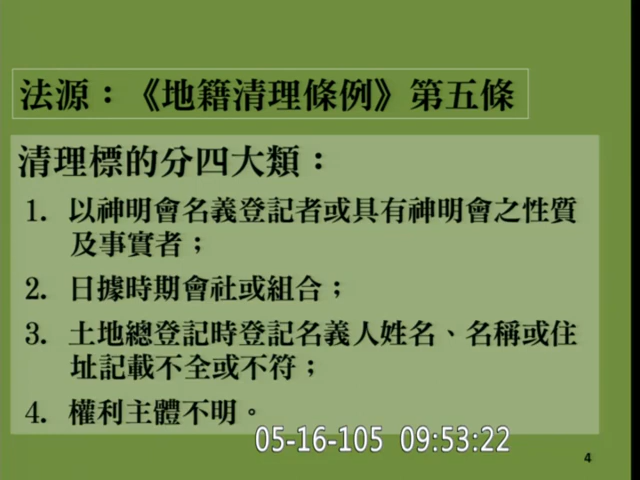 法源：《地籍清理條例》第五條
清理標的分四大類：
1. 以神明會名義登記者或具有神明會之性質
及事實者；
2. 日據時期會社或組合；
3. 土地總登記時登記名義人姓名、名稱或住
址記載不全或不符；
4. 權利主體不明。
05-16-105 09:53:22
4